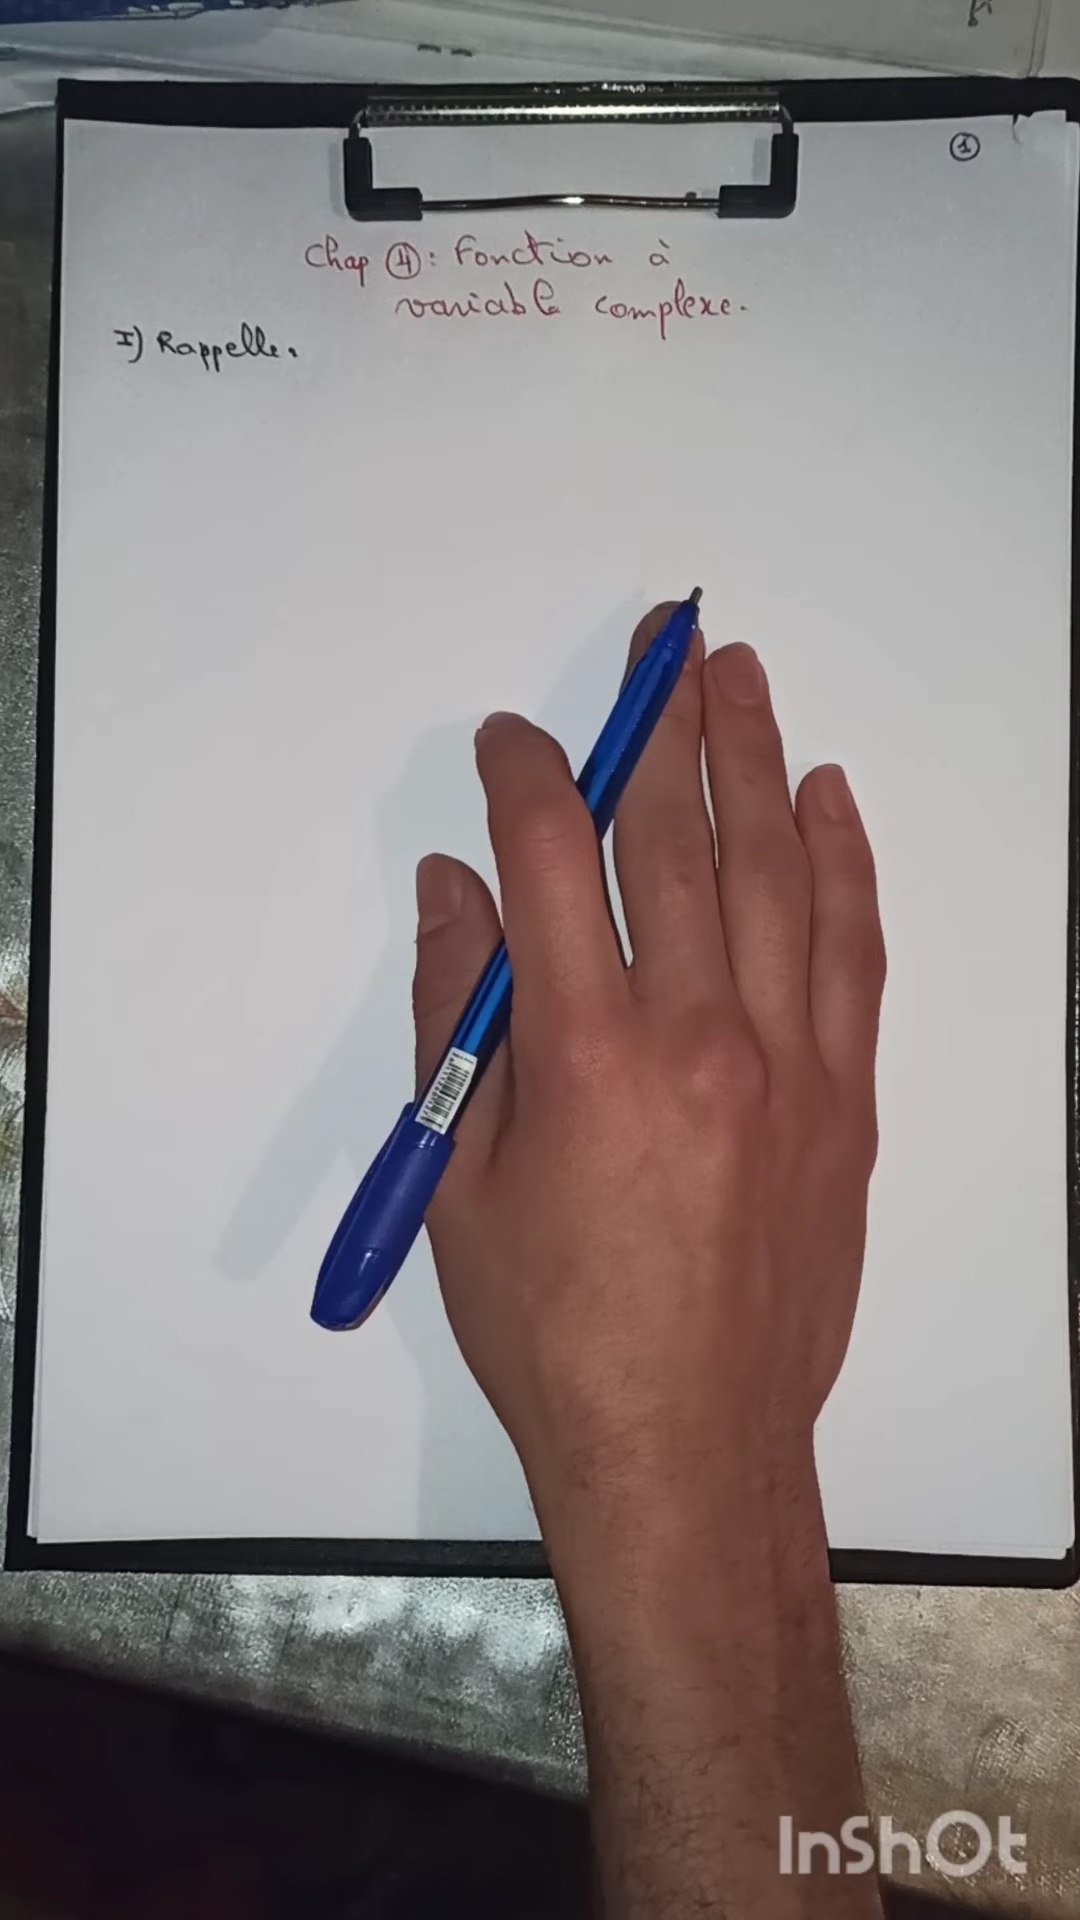 1
Chap 4: Fonction à
variable complexe.
I) Rappelle.
InShOt